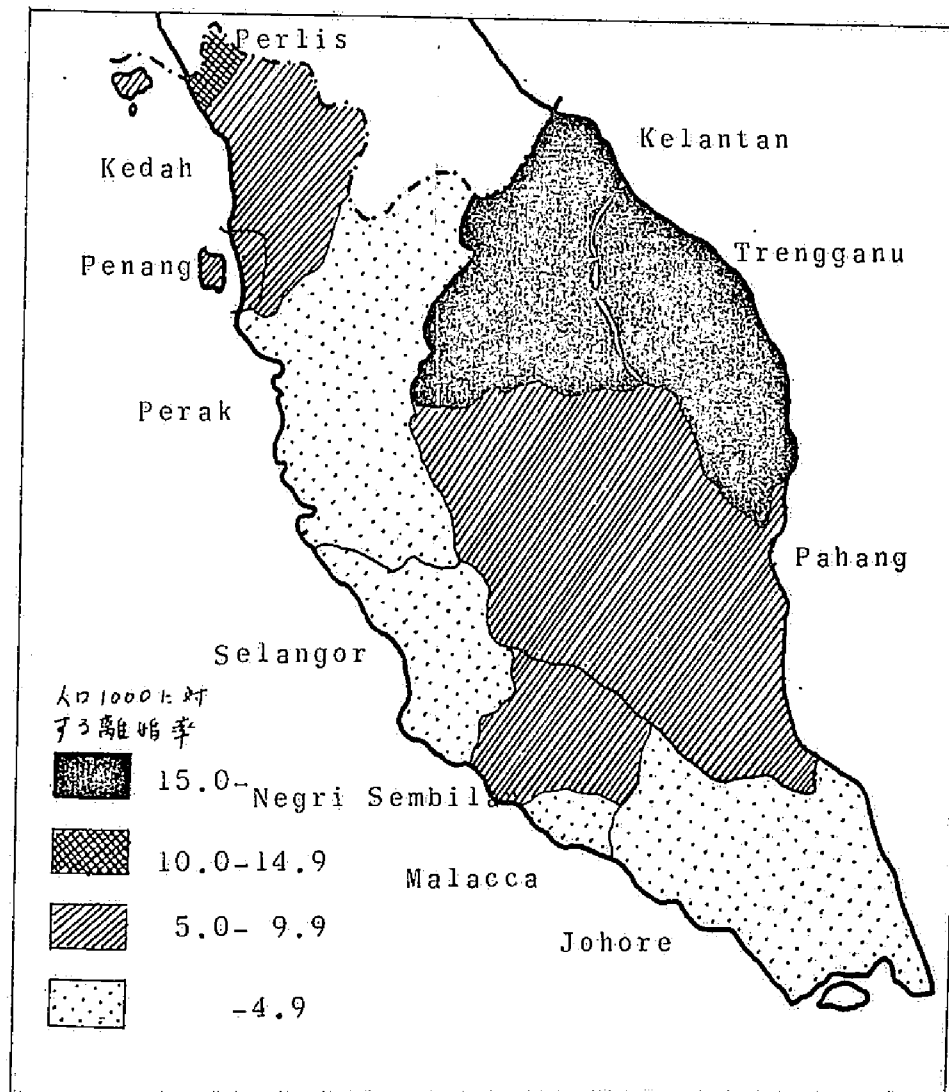 Perlis
Kelantan
Kedah
Trengganu
Penang
Perak
Pahang
Selangor
人口1000に対
する離婚率
15.0-
Negri Sembila
10.0-14.9
Malacca
5.0- 9.9
Johore
-4.9